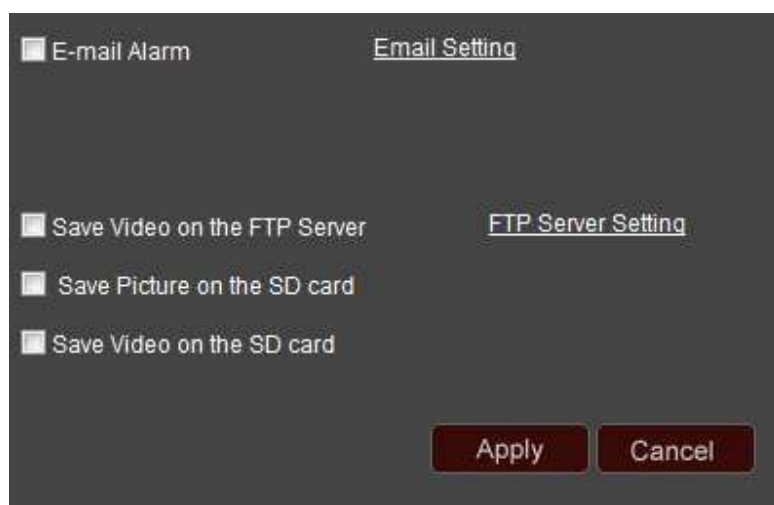 E-mail Alarm Email Setting
Save Video on the FTP Server FTP Server Setting
Save Picture on the SD card
Save Video on the SD card
Apply Cancel